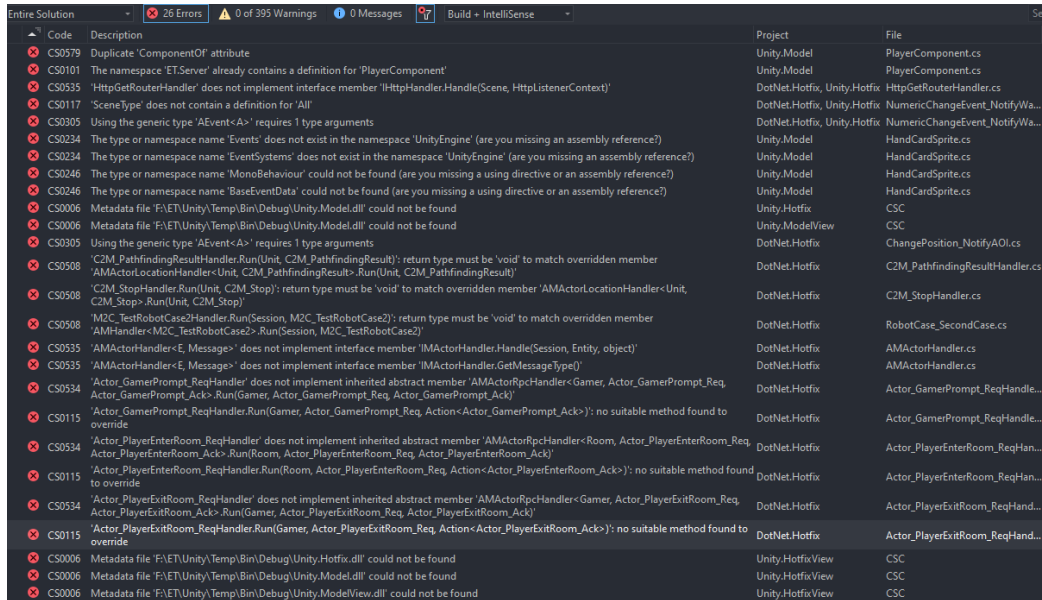 Entire Solution 26 Errors 0 of 395 Warnings 0 Messages Build + IntelliSense Se
Code Description Project File
CS0579 Duplicate 'ComponentOf' attribute Unity.Model PlayerComponent.cs
CS0101 The namespace 'ET.Server' already contains a definition for 'PlayerComponent' Unity.Model PlayerComponent.cs
CS0535 'HttpGetRouterHandler' does not implement interface member 'IHttpHandler.Handle(Scene, HttpListenerContext)' DotNet.Hotfix, Unity.Hotfix HttpGetRouterHandler.cs
CS0117 'SceneType' does not contain a definition for 'All' DotNet.Hotfix, Unity.Hotfix NumericChangeEvent_NotifyWa...
CS0305 Using the generic type 'AEvent<A>' requires 1 type arguments DotNet.Hotfix, Unity.Hotfix NumericChangeEvent_NotifyWa...
CS0234 The type or namespace name 'Events' does not exist in the namespace 'UnityEngine' (are you missing an assembly reference?) Unity.Model HandCardSprite.cs
CS0234 The type or namespace name 'EventSystems' does not exist in the namespace 'UnityEngine' (are you missing an assembly reference?) Unity.Model HandCardSprite.cs
CS0246 The type or namespace name 'MonoBehaviour' could not be found (are you missing a using directive or an assembly reference?) Unity.Model HandCardSprite.cs
CS0246 The type or namespace name 'BaseEventData' could not be found (are you missing a using directive or an assembly reference?) Unity.Model HandCardSprite.cs
CS0006 Metadata file 'F:\ET\Unity\Temp\Bin\Debug\Unity.Model.dll' could not be found Unity.Hotfix CSC
CS0006 Metadata file 'F:\ET\Unity\Temp\Bin\Debug\Unity.Model.dll' could not be found Unity.ModelView CSC
CS0305 Using the generic type 'AEvent<A>' requires 1 type arguments DotNet.Hotfix ChangePosition_NotifyAOI.cs
'C2M_PathfindingResultHandler.Run(Unit, C2M_PathfindingResult)': return type must be 'void' to match overridden member
CS0508 DotNet.Hotfix C2M_PathfindingResultHandler.cs
'AMActorLocationHandler<Unit, C2M_PathfindingResult>.Run(Unit, C2M_PathfindingResult)'
'C2M_StopHandler.Run(Unit, C2M_Stop)': return type must be 'void' to match overridden member 'AMActorLocationHandler<Unit,
CS0508 DotNet.Hotfix C2M_StopHandler.cs
C2M_Stop>.Run(Unit, C2M_Stop)'
'M2C_TestRobotCase2Handler.Run(Session, M2C_TestRobotCase2)': return type must be 'void' to match overridden member
CS0508 DotNet.Hotfix RobotCase_SecondCase.cs
'AMHandler<M2C_TestRobotCase2>.Run(Session, M2C_TestRobotCase2)'
CS0535 'AMActorHandler<E, Message>' does not implement interface member 'IMActorHandler.Handle(Session, Entity, object)' DotNet.Hotfix AMActorHandler.cs
CS0535 'AMActorHandler<E, Message>' does not implement interface member 'IMActorHandler.GetMessageType()' DotNet.Hotfix AMActorHandler.cs
'Actor_GamerPrompt_ReqHandler' does not implement inherited abstract member 'AMActorRpcHandler<Gamer, Actor_GamerPrompt_Req,
CS0534 DotNet.Hotfix Actor_GamerPrompt_ReqHandle...
Actor_GamerPrompt_Ack>.Run(Gamer, Actor_GamerPrompt_Req, Actor_GamerPrompt_Ack)'
'Actor_GamerPrompt_ReqHandler.Run(Gamer, Actor_GamerPrompt_Req, Action<Actor_GamerPrompt_Ack>)': no suitable method found to
CS0115 DotNet.Hotfix Actor_GamerPrompt_ReqHandle...
override
'Actor_PlayerEnterRoom_ReqHandler' does not implement inherited abstract member 'AMActorRpcHandler<Room, Actor_PlayerEnterRoom_Req,
CS0534 DotNet.Hotfix Actor_PlayerEnterRoom_ReqHan...
Actor_PlayerEnterRoom_Ack>.Run(Room, Actor_PlayerEnterRoom_Req, Actor_PlayerEnterRoom_Ack)'
'Actor_PlayerEnterRoom_ReqHandler.Run(Room, Actor_PlayerEnterRoom_Req, Action<Actor_PlayerEnterRoom_Ack>)': no suitable method found
CS0115 DotNet.Hotfix Actor_PlayerEnterRoom_ReqHan...
to override
'Actor_PlayerExitRoom_ReqHandler' does not implement inherited abstract member 'AMActorRpcHandler<Gamer, Actor_PlayerExitRoom_Req,
CS0534 DotNet.Hotfix Actor_PlayerExitRoom_ReqHand...
Actor_PlayerExitRoom_Ack>.Run(Gamer, Actor_PlayerExitRoom_Req, Actor_PlayerExitRoom_Ack)'
'Actor_PlayerExitRoom_ReqHandler.Run(Gamer, Actor_PlayerExitRoom_Req, Action<Actor_PlayerExitRoom_Ack>)': no suitable method found to
CS0115 DotNet.Hotfix Actor_PlayerExitRoom_ReqHand...
override
CS0006 Metadata file 'F:\ET\Unity\Temp\Bin\Debug\Unity.Hotfix.dll' could not be found Unity.HotfixView CSC
CS0006 Metadata file 'F:\ET\Unity\Temp\Bin\Debug\Unity.Model.dll' could not be found Unity.HotfixView CSC
CS0006 Metadata file 'F:\ET\Unity\Temp\Bin\Debug\Unity.ModelView.dll' could not be found Unity.HotfixView CSC